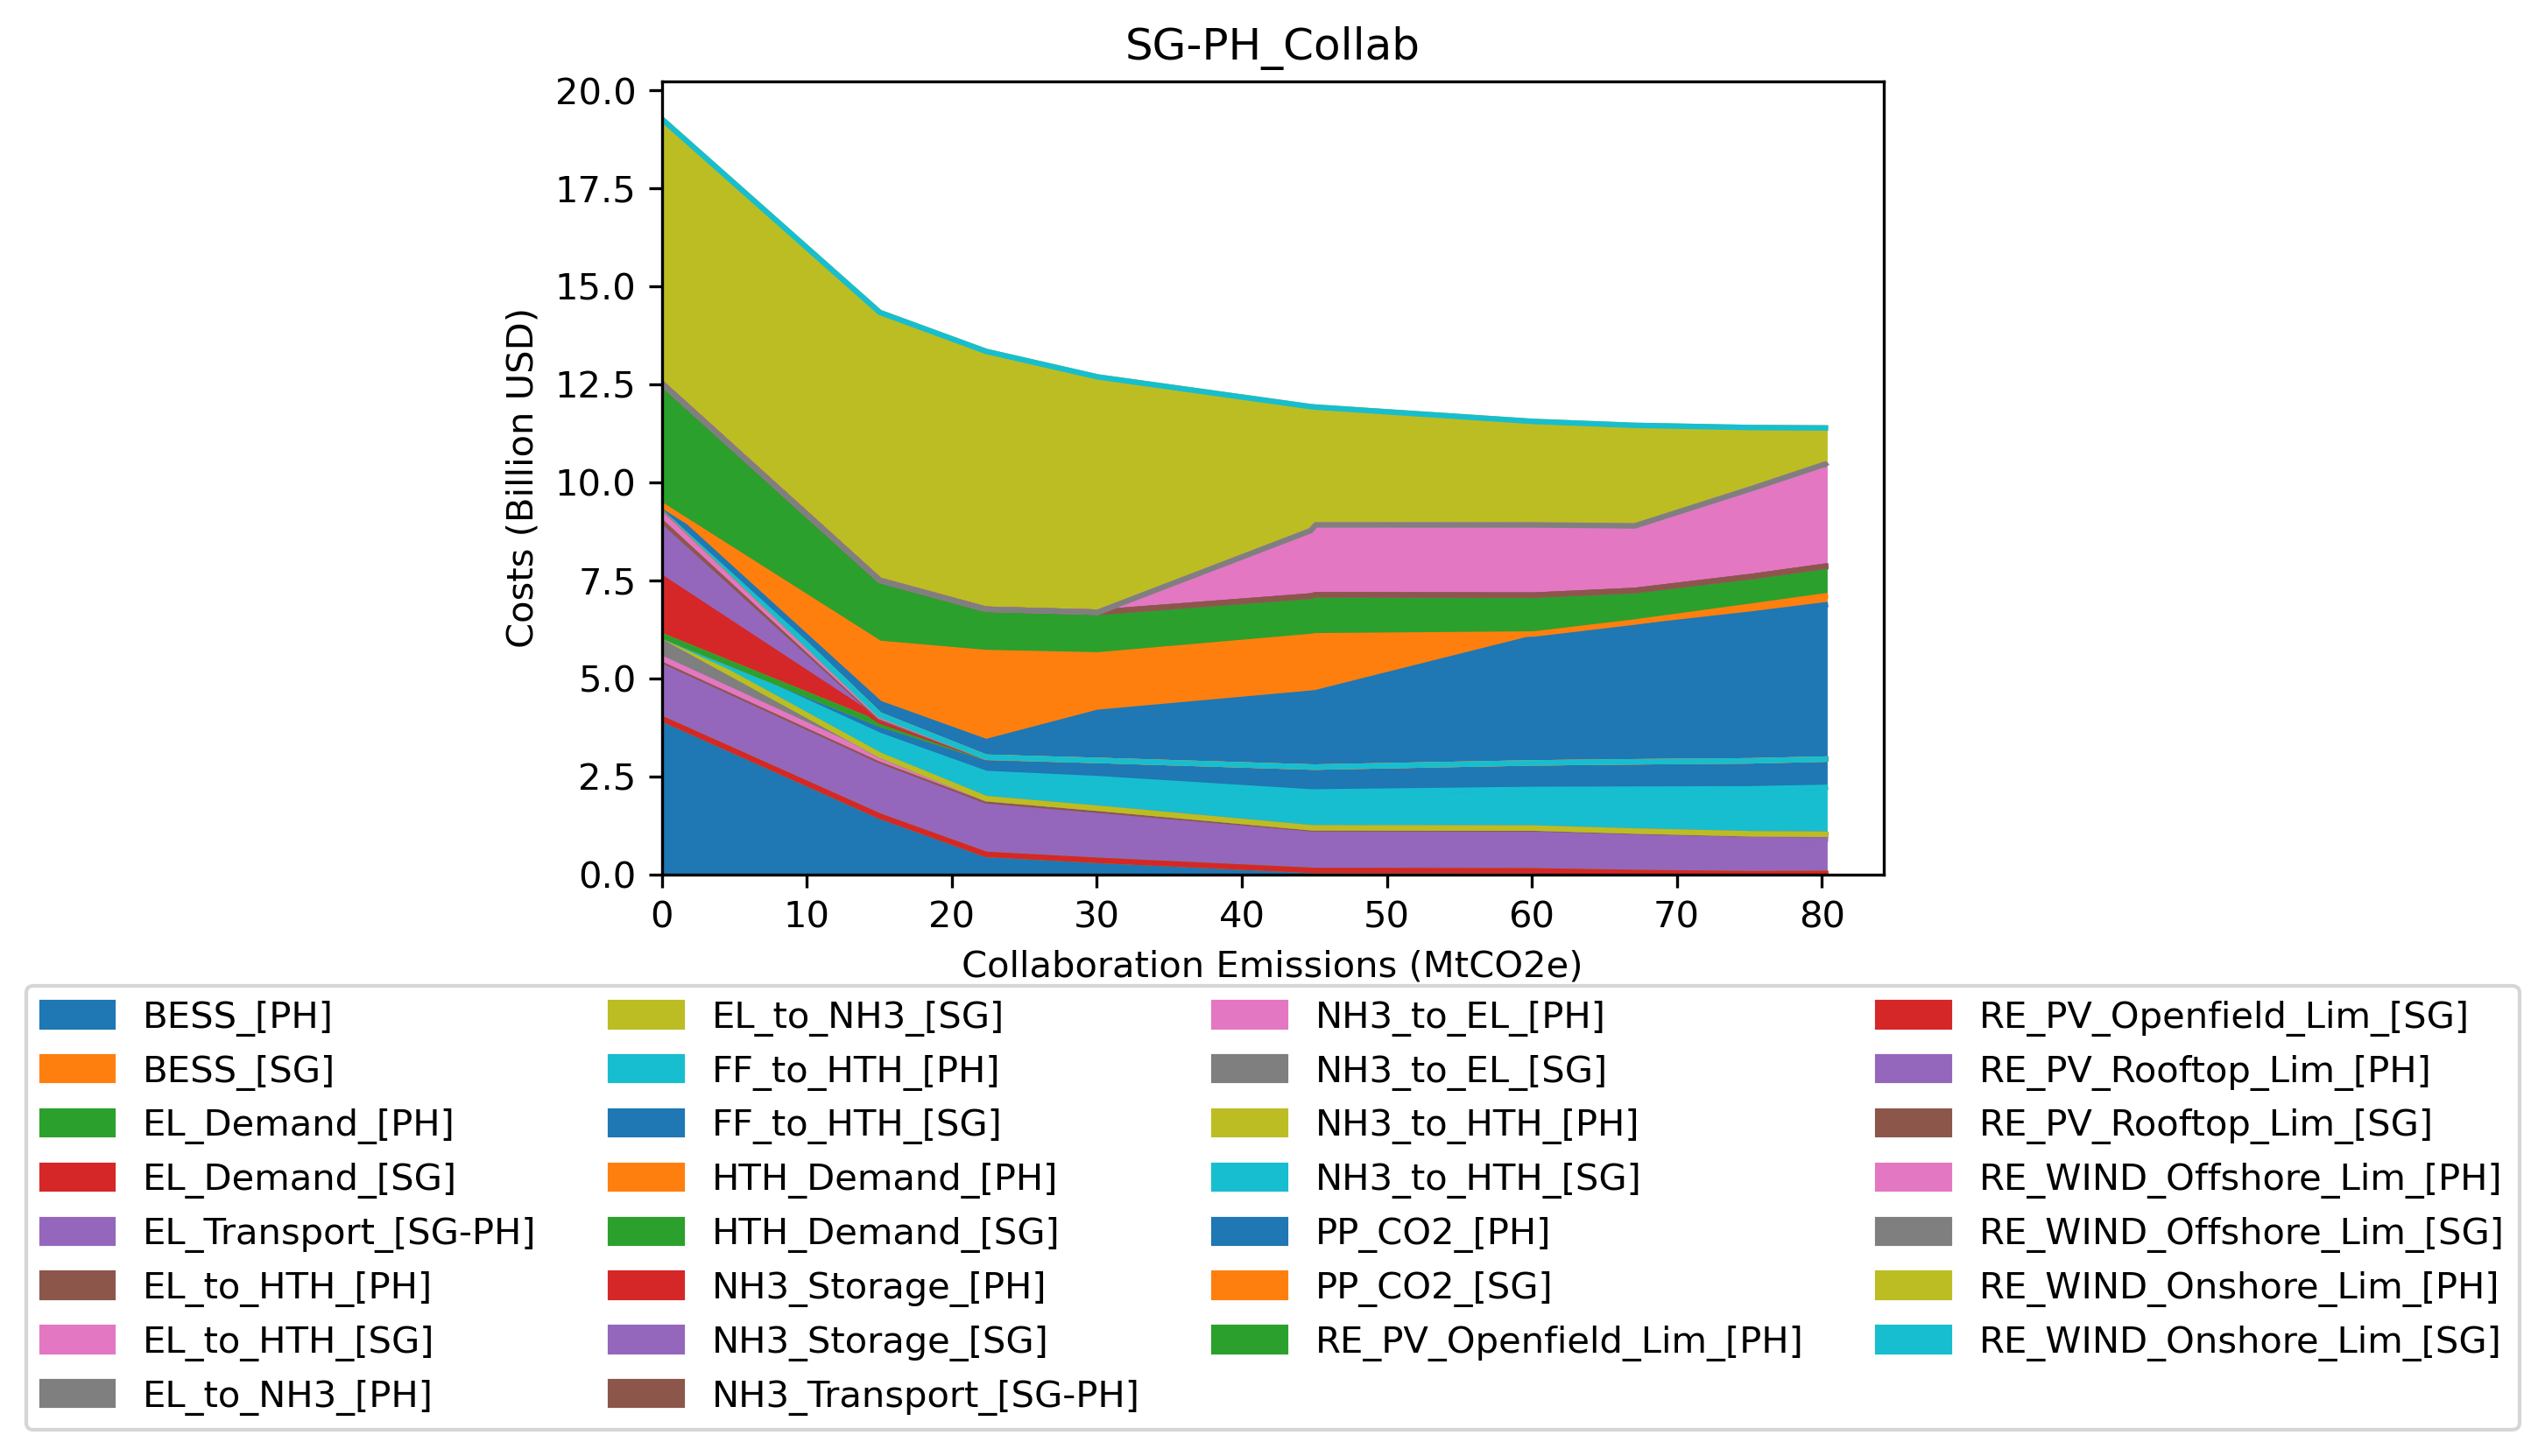 SG-PH_Collab
20.0
17.5
15.0
12.5
10.0
7.5
5.0
2.5
0.0
Costs (Billion USD)
0 10 20 30 40 50 60 70 80
Collaboration Emissions (MtCO2e)
BESS_[PH]
BESS_[SG]
EL_Demand_[PH]
EL_Demand_[SG]
EL_Transport_[SG-PH]
EL_to_HTH_[PH]
EL_to_HTH_[SG]
EL_to_NH3_[PH]
EL_to_NH3_[SG]
FF_to_HTH_[PH]
FF_to_HTH_[SG]
HTH_Demand_[PH]
HTH_Demand_[SG]
NH3_Storage_[PH]
NH3_Storage_[SG]
NH3_Transport_[SG-PH]
NH3_to_EL_[PH]
NH3_to_EL_[SG]
NH3_to_HTH_[PH]
NH3_to_HTH_[SG]
PP_CO2_[PH]
PP_CO2_[SG]
RE_PV_Openfield_Lim_[PH]
RE_PV_Openfield_Lim_[SG]
RE_PV_Rooftop_Lim_[PH]
RE_PV_Rooftop_Lim_[SG]
RE_WIND_Offshore_Lim_[PH]
RE_WIND_Offshore_Lim_[SG]
RE_WIND_Onshore_Lim_[PH]
RE_WIND_Onshore_Lim_[SG]